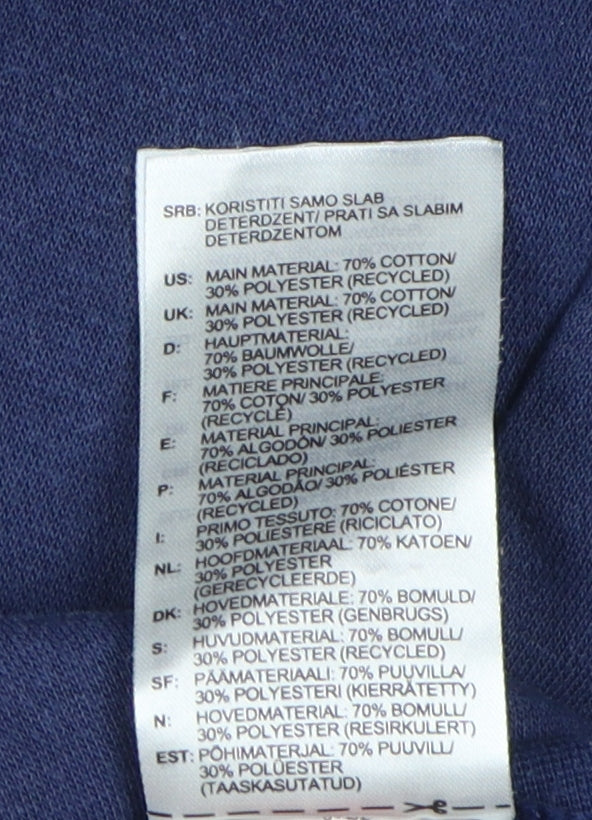 SRB: KORISTITI SAMO SLAB
DETERDZENT/ PRATI SA SLABIM
DETERDZENTOM
US: MAIN MATERIAL: 70% COTTON/
30% POLYESTER (RECYCLED)
UK: MAIN MATERIAL: 70% COTTON/
30% POLYESTER (RECYCLED)
D: HAUPTMATERIAL:
70% BAUMWOLLE/
30% POLYESTER (RECYCLED)
F: MATIERE PRINCIPALE:
70% COTON/ 30% POLYESTER
(RECYCLÉ)
E: MATERIAL PRINCIPAL:
70% ALGODÓN/ 30% POLIESTER
(RECICLADO)
P: MATERIAL PRINCIPAL:
70% ALGODÃO/ 30% POLIÉSTER
(RECYCLED)
I: PRIMO TESSUTO: 70% COTONE/
30% POLIESTERE (RICICLATO)
NL: HOOFDMATERIAAL: 70% KATOEN/
30% POLYESTER
(GERECYCLEERDE)
DK: HOVEDMATERIALE: 70% BOMULD/
30% POLYESTER (GENBRUGS)
S: HUVUDMATERIAL: 70% BOMULL/
30% POLYESTER (RECYCLED)
SF: PÄÄMATERIAALI: 70% PUUVILLA/
30% POLYESTERI (KIERRÄTETTY)
N: HOVEDMATERIAL: 70% BOMULL/
30% POLYESTER (RESIRKULERT)
EST: PÕHIMATERJAL: 70% PUUVILL/
30% POLÜESTER
(TAASKASUTATUD)